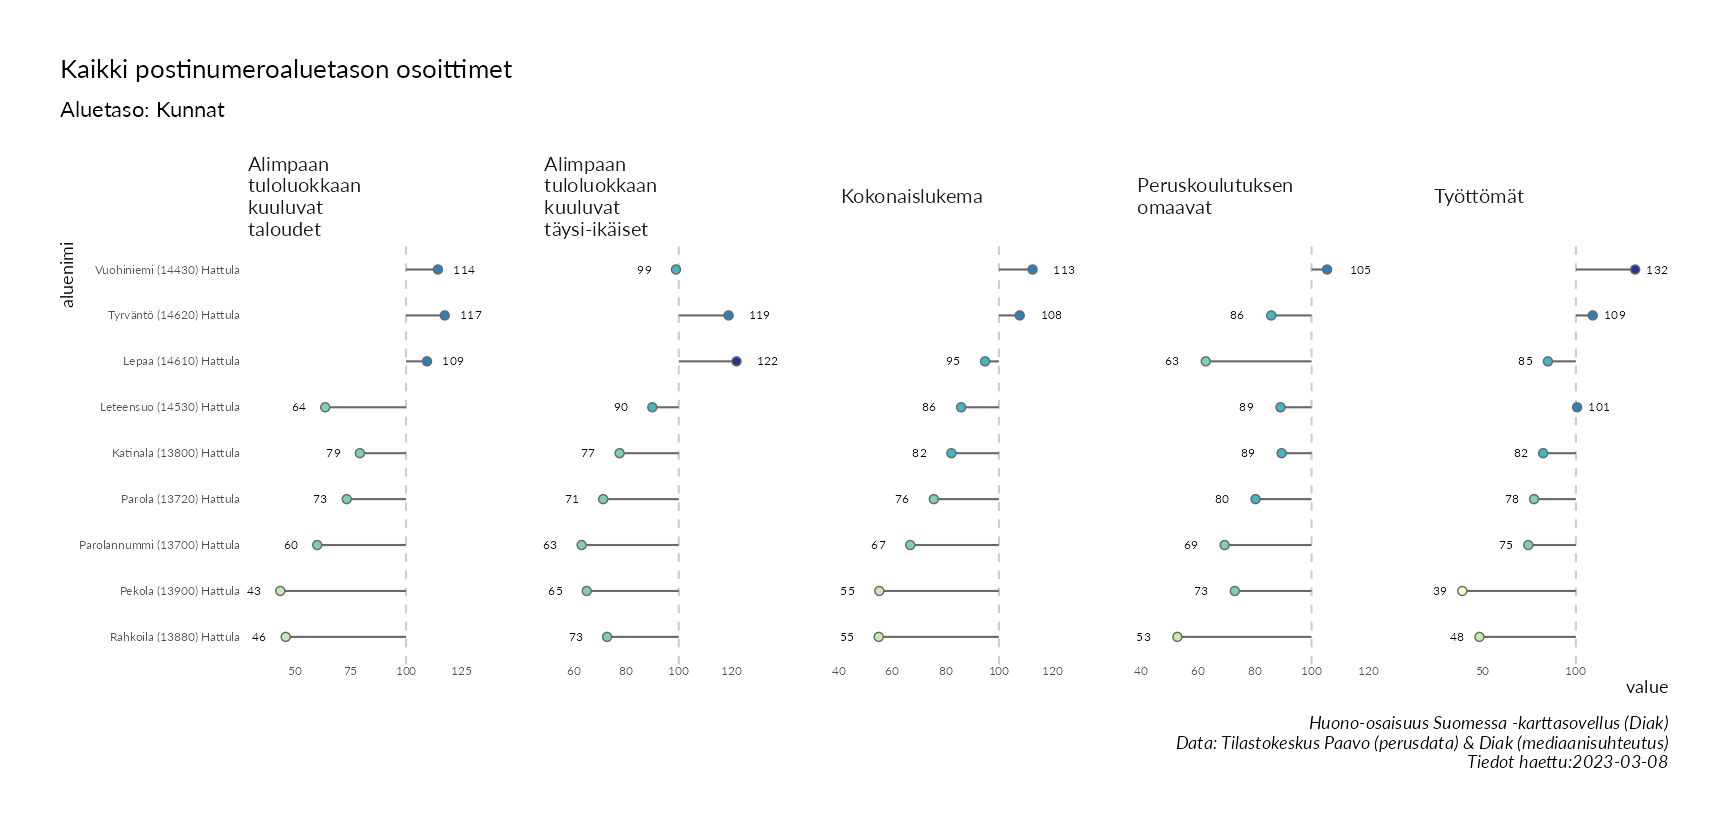 Kaikki postinumeroaluetason osoittimet
Aluetaso: Kunnat
Alimpaan
tuloluokkaan
kuuluvat
taloudet
Alimpaan
tuloluokkaan
kuuluvat
täysi-ikäiset
Kokonaislukema
Peruskoulutuksen
omaavat
Työttömät
aluenimi
Vuohiniemi (14430) Hattula 114 99 113 105 132
Tyrväntö (14620) Hattula 117 119 108 86 109
Lepaa (14610) Hattula 109 122 95 63 85
Leteensuo (14530) Hattula 64 90 86 89 101
Katinala (13800) Hattula 79 77 82 89 82
Parola (13720) Hattula 73 71 76 80 78
Parolannummi (13700) Hattula 60 63 67 69 75
Pekola (13900) Hattula 43 65 55 73 39
Rahkoila (13880) Hattula 46 73 55 53 48
50 75 100 125 60 80 100 120 40 60 80 100 120 40 60 80 100 120 50 100
value
Huono-osaisuus Suomessa -karttasovellus (Diak)
Data: Tilastokeskus Paavo (perusdata) & Diak (mediaanisuhteutus)
Tiedot haettu:2023-03-08